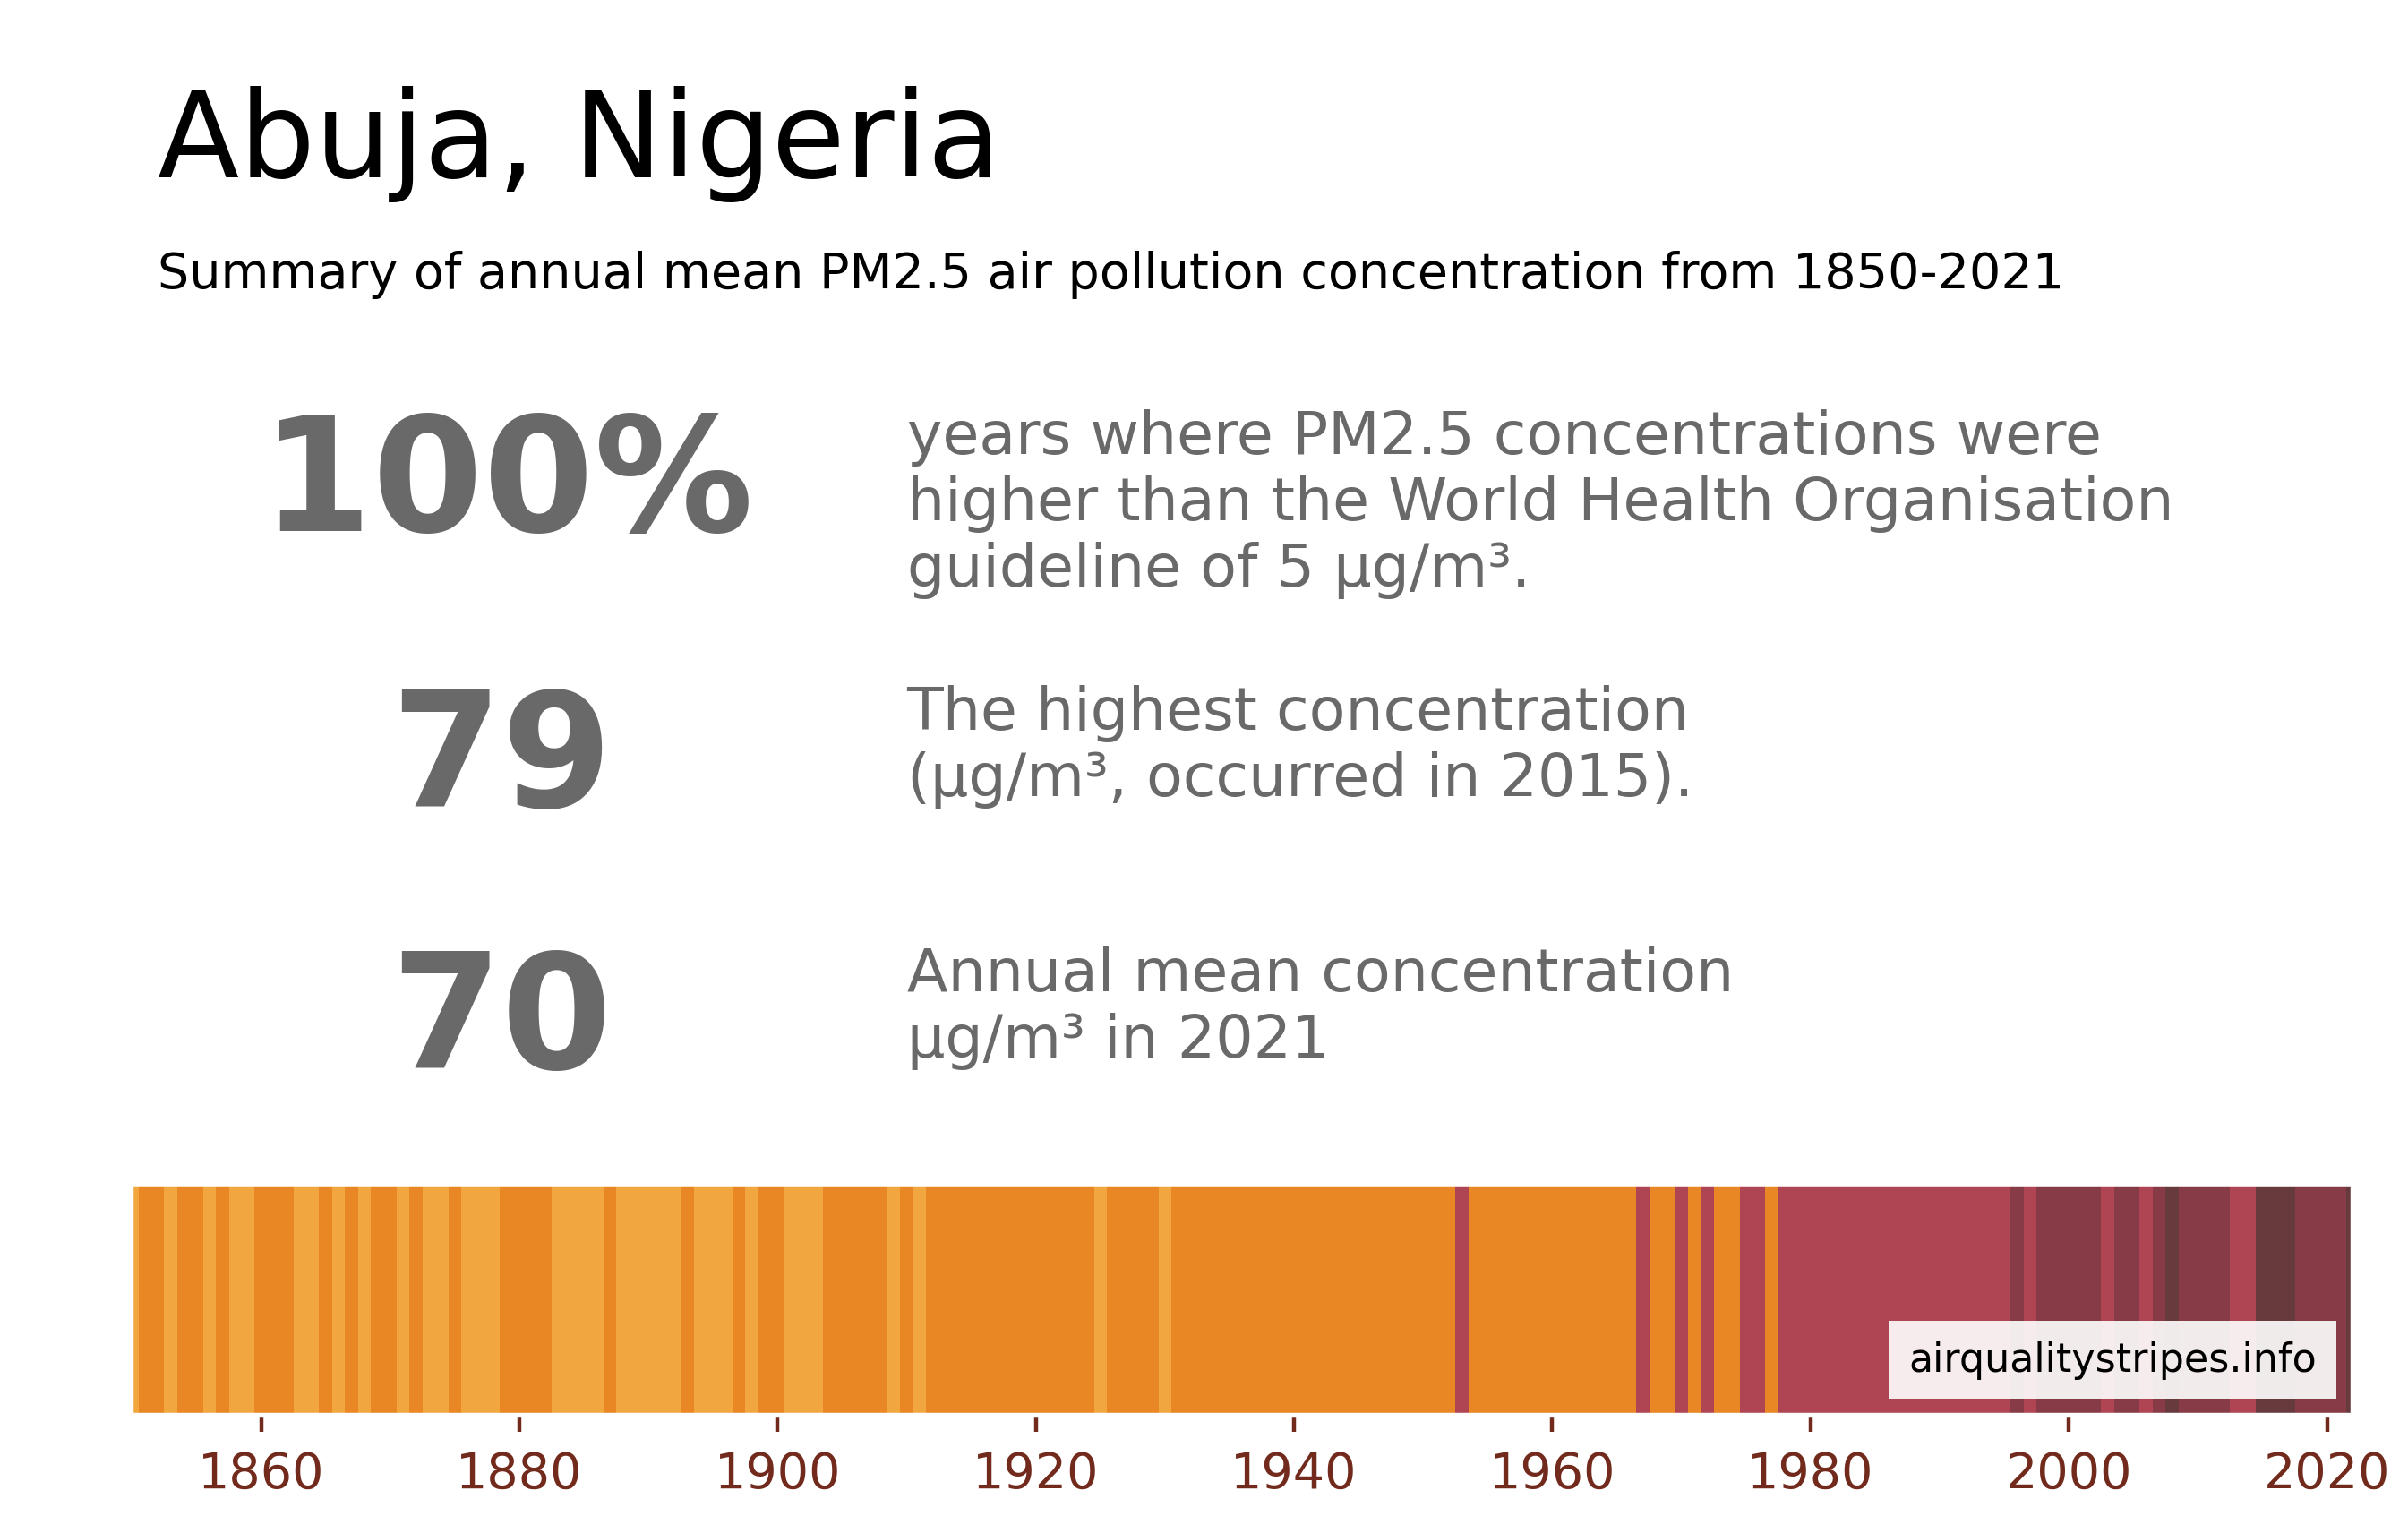 Abuja, Nigeria
Summary of annual mean PM2.5 air pollution concentration from 1850-2021
100%
years where PM2.5 concentrations were
higher than the World Health Organisation
guideline of 5 µg/m³.
79
The highest concentration
(µg/m³, occurred in 2015).
70
Annual mean concentration
µg/m³ in 2021
airqualitystripes.info
1860 1880 1900 1920 1940 1960 1980 2000 2020